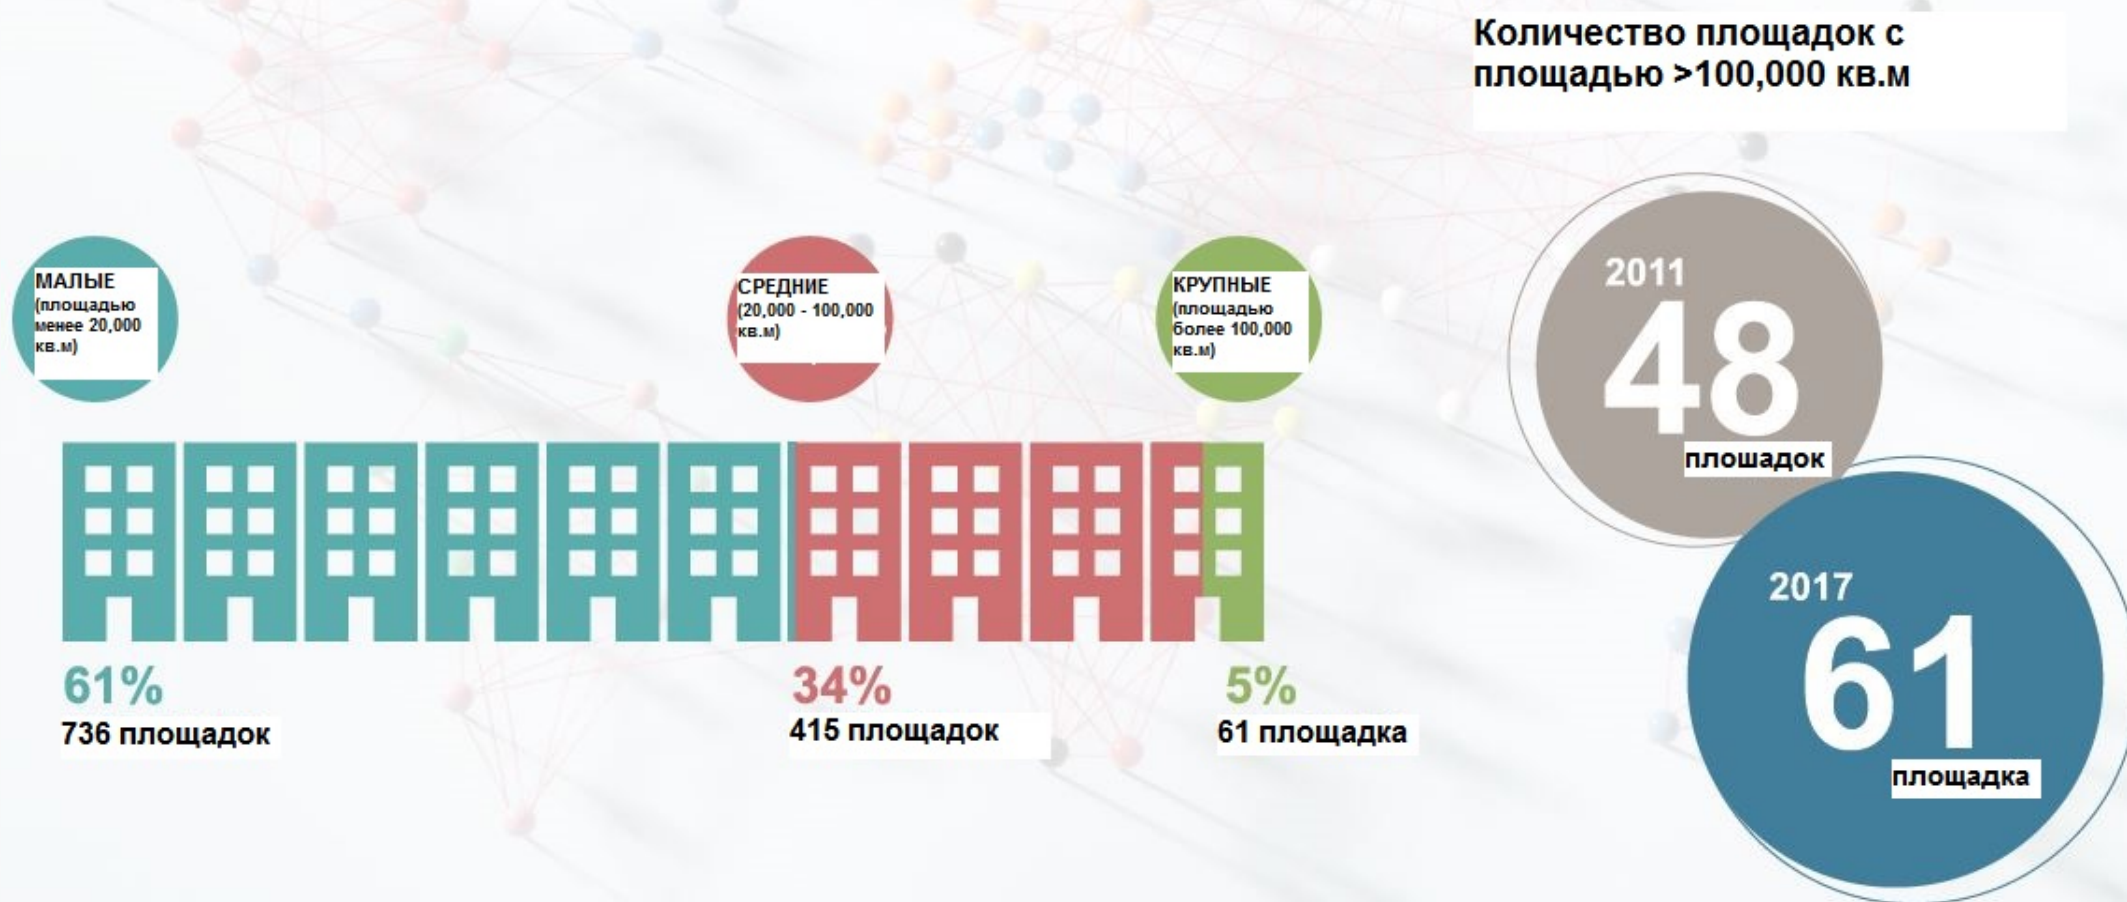 Количество площадок с
площадью >100,000 кв.м
МАЛЫЕ
(площадью
менее 20,000
кв.м)
СРЕДНИЕ
(20,000 - 100,000
кв.м)
КРУПНЫЕ
(площадью
более 100,000
кв.м)
2011
48
плошадок
2017
61
площадка
61%
736 площадок
34%
415 площадок
5%
61 площадка